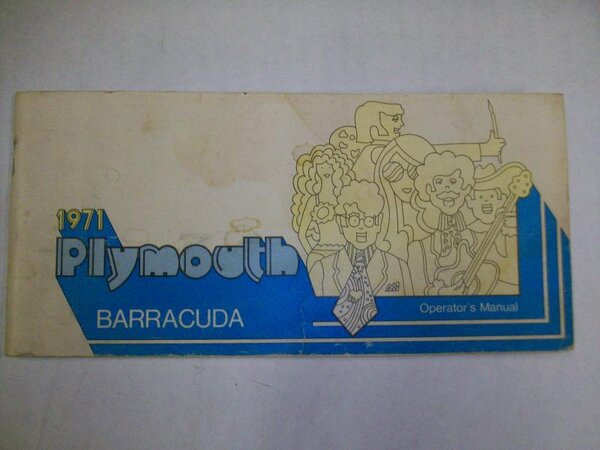 1971
Plymouth
BARRACUDA
Operator's Manual